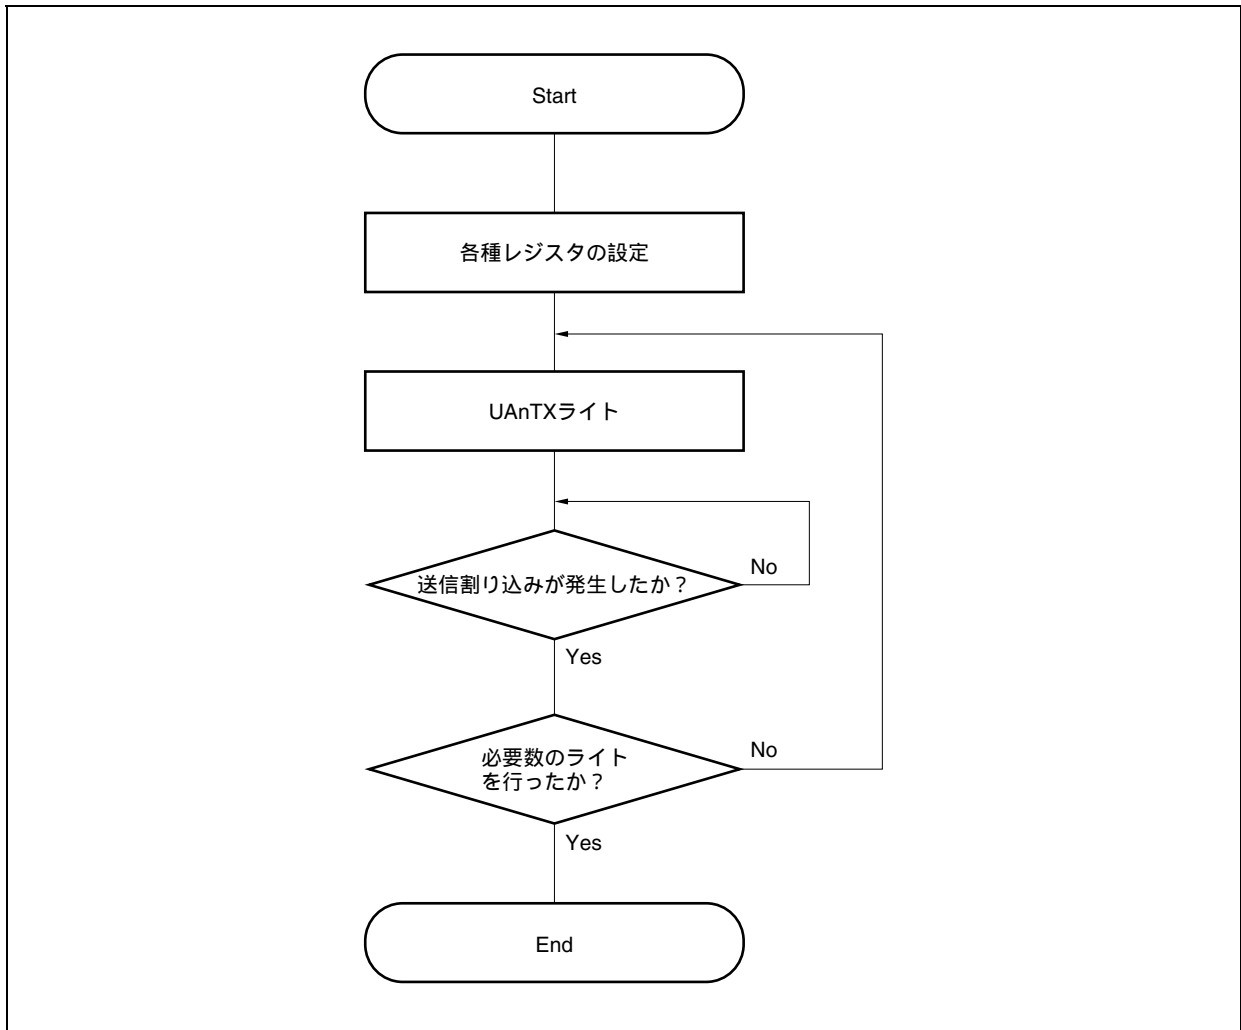 Start
各種レジスタの設定
UAnTXライト
送信割り込みが発生したか？
No
Yes
必要数のライト
を行ったか？
No
Yes
End